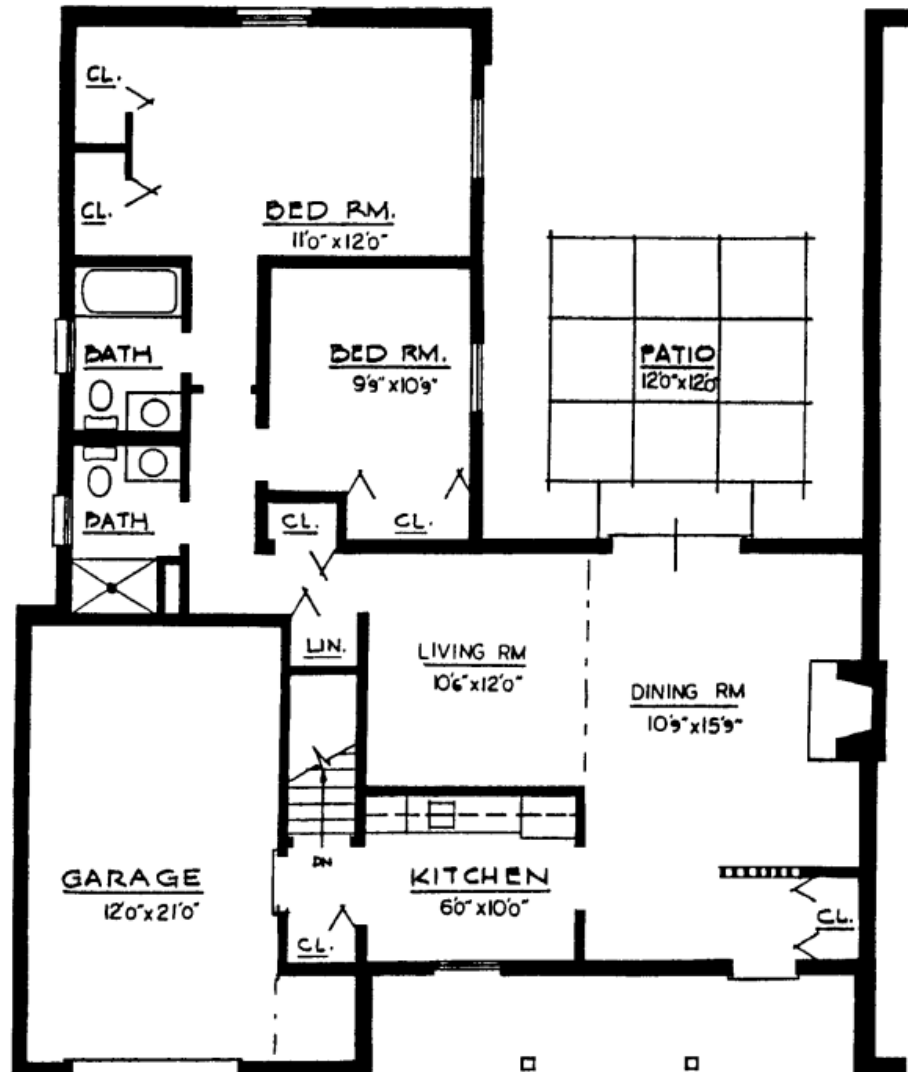 CL.
CL.
BED RM.
11'0" x 12'0"
BATH
BED RM.
9'9" x 10'9"
PATIO
12'0" x 12'0"
BATH
CL.
CL.
LIN.
LIVING RM
10'6" x 12'0"
DINING RM
10'9" x 15'9"
DN
GARAGE
12'0" x 21'0"
KITCHEN
6'0" x 10'0"
CL.
CL.